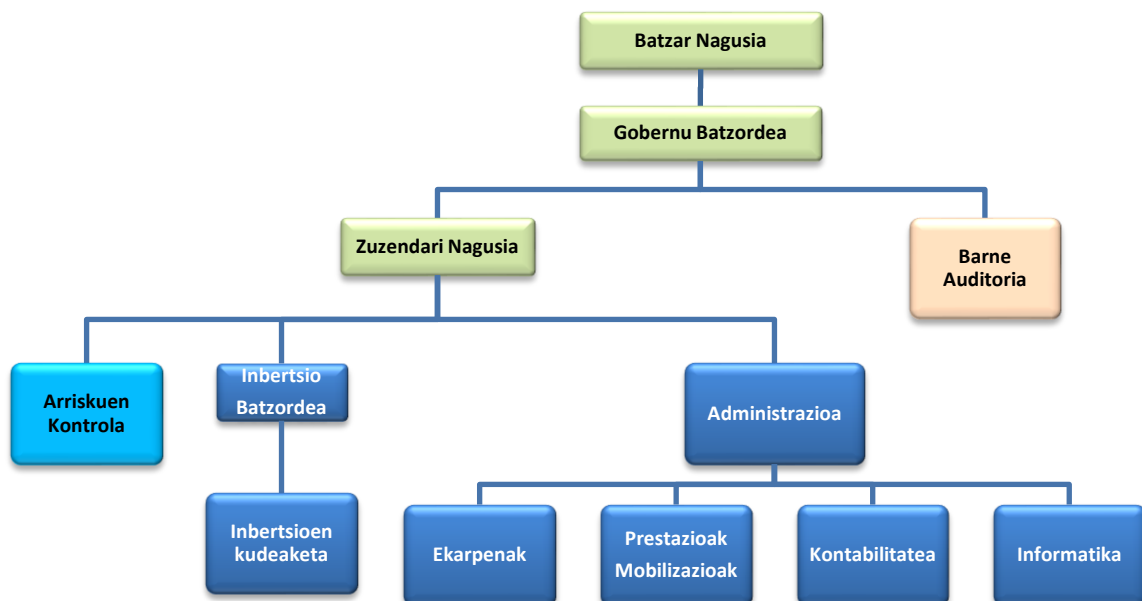 Batzar Nagusia
Gobernu Batzordea
Zuzendari Nagusia
Barne
Auditoria
Arriskuen
Kontrola
Inbertsio
Batzordea
Administrazioa
Inbertsioen
kudeaketa
Ekarpenak
Prestazioak
Mobilizazioak
Kontabilitatea
Informatika